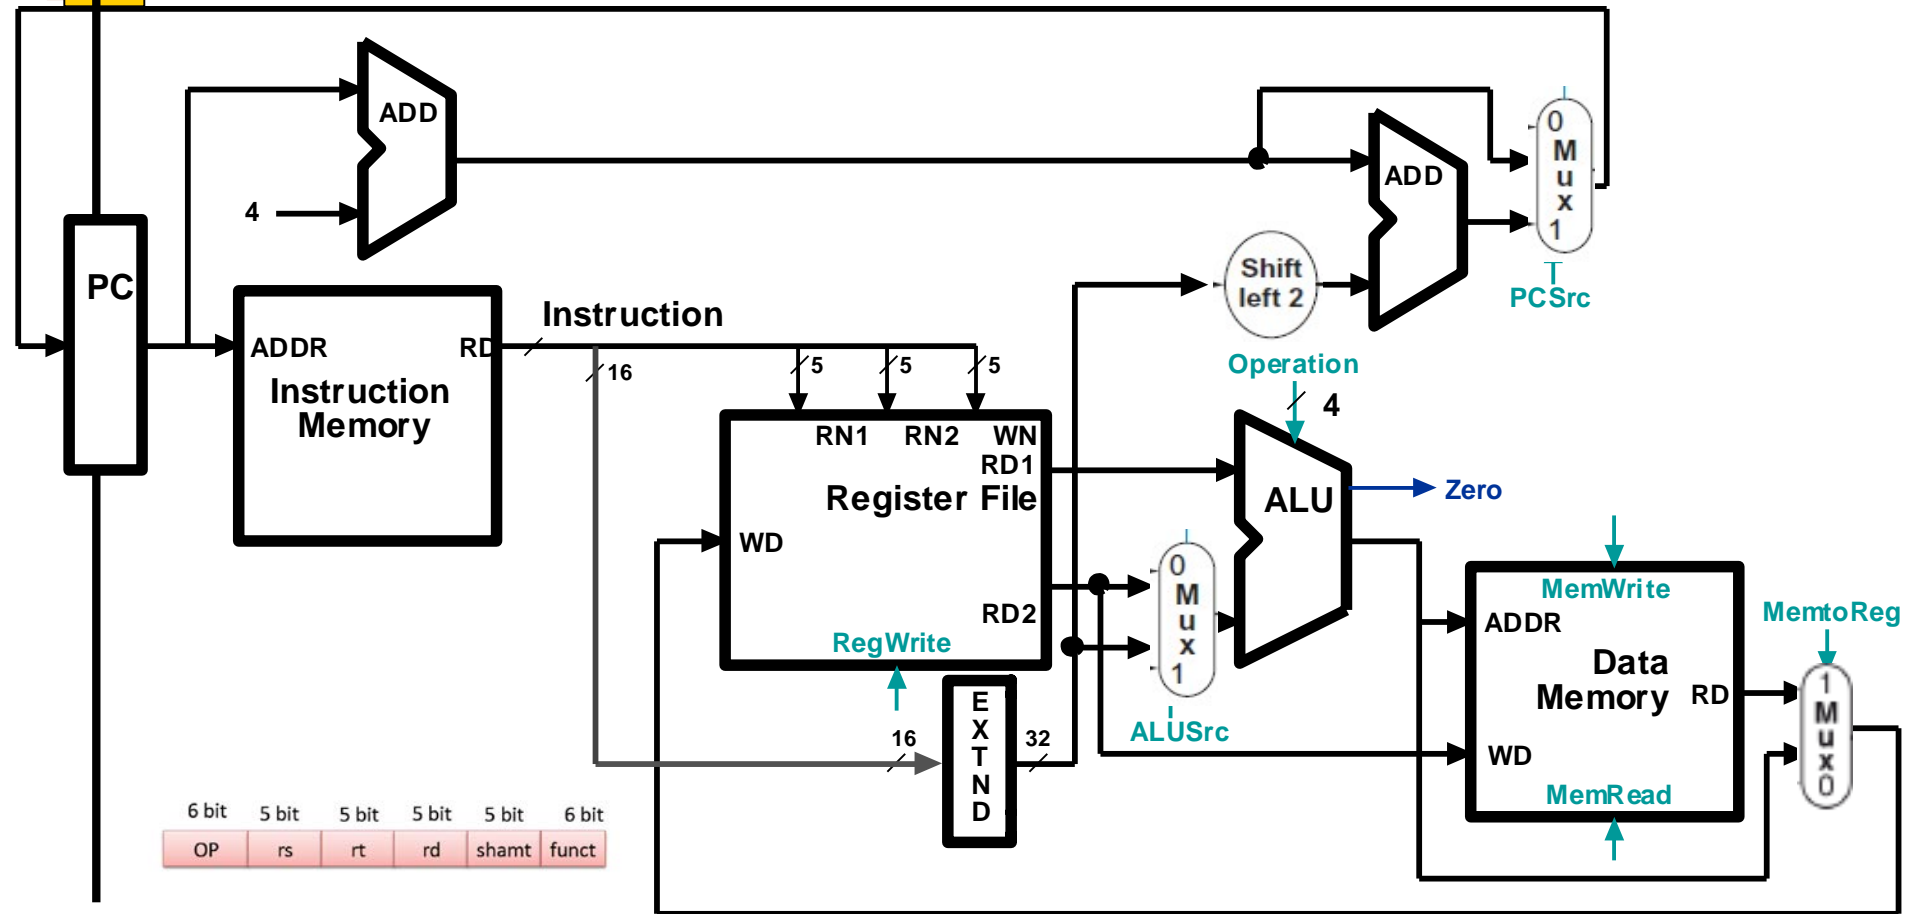 ADD
0
M
u
x
1
ADD
4
Shift
left 2
PC
PCSrc
Instruction
ADDR
RD
16
5
5
5
Operation
4
Instruction
Memory
RN1
RN2
WN
RD1
Register File
ALU
Zero
WD
0
M
u
x
1
MemWrite
RD2
ADDR
MemtoReg
RegWrite
Data
Memory
RD
1
M
u
x
0
E
X
T
N
D
16
32
ALUSrc
WD
MemRead
6 bit 5 bit 5 bit 5 bit 5 bit 6 bit
OP rs rt rd shamt funct